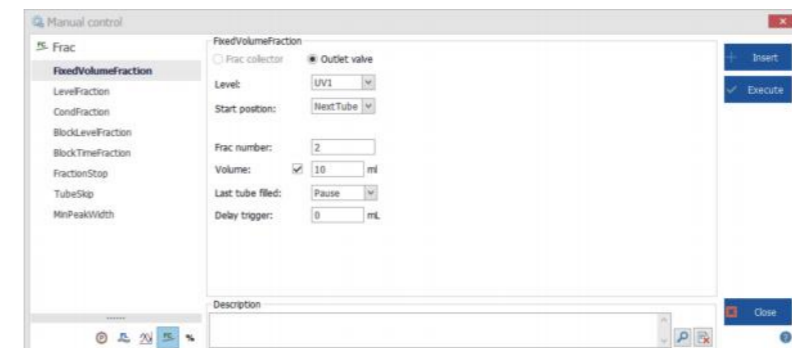 Manual control
Frac
FixedVolumeFraction
LevelFraction
CondFraction
BlockLevelFraction
BlockTimeFraction
FractionStop
TubeSkip
MinPeakWidth
FixedVolumeFraction
Frac collector Outlet valve
Level: UV1
Start position: NextTube
Frac number: 2
Volume: 10 ml
Last tube filled: Pause
Delay trigger: 0 mL
Description
Insert
Execute
Close